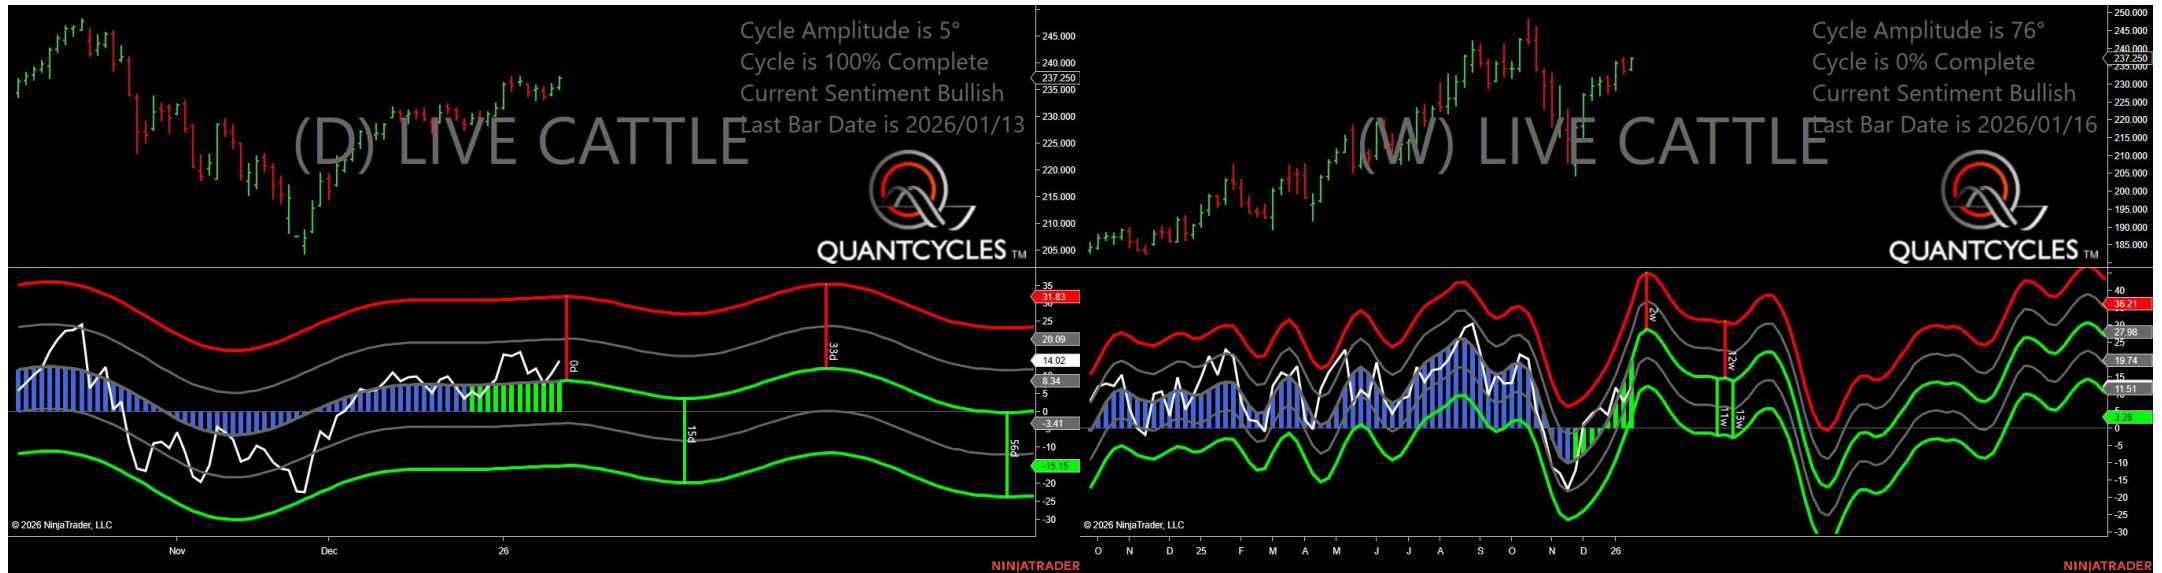 Cycle Amplitude is 5°
Cycle is 100% Complete
Current Sentiment Bullish
Last Bar Date is 2026/01/13
(D) LIVE CATTLE
QUANTCYCLES TM
245.000
240.000
237.250
235.000
230.000
225.000
220.000
215.000
210.000
205.000
35
31.83
25
20.09
14.02
8.34
5
0
-3.41
-10
-15.15
-20
-25
-30
0d
15d
33d
56d
© 2026 NinjaTrader, LLC
Nov Dec 26
NINJATRADER
Cycle Amplitude is 76°
Cycle is 0% Complete
Current Sentiment Bullish
Last Bar Date is 2026/01/16
(W) LIVE CATTLE
QUANTCYCLES TM
250.000
245.000
240.000
237.250
235.000
230.000
225.000
220.000
215.000
210.000
205.000
200.000
195.000
190.000
185.000
40
36.21
27.98
25
19.74
15
11.51
5
3.28
0
-5
-10
-15
-20
-25
-30
2w
12w
11w
13w
© 2026 NinjaTrader, LLC
O N D 25 F M A M J J A S O N D 26
NINJATRADER